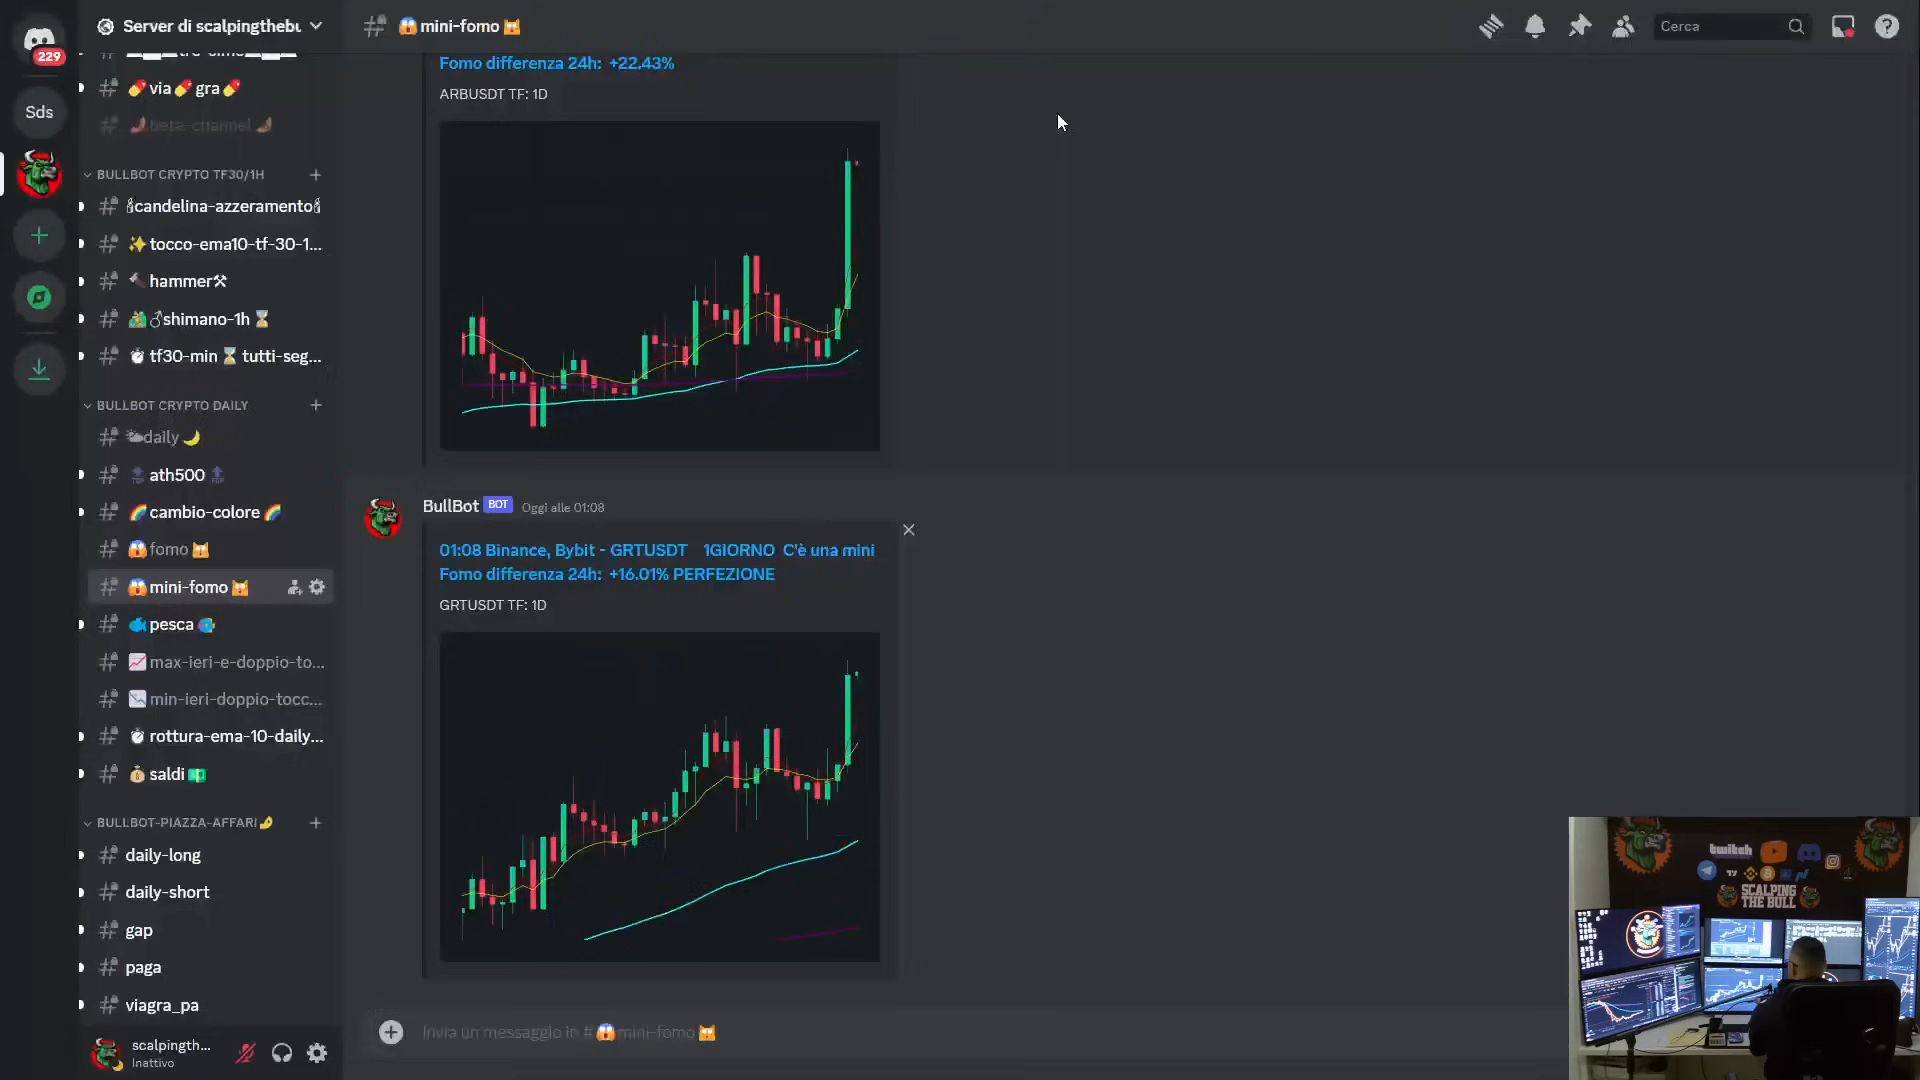 Server di scalpingthebu
😱mini-fomo🙀
Cerca
229
Sds
via gra
beta-channel
BULLBOT CRYPTO TF30/1H
candelina-azzeramento
tocco-ema10-tf-30-1...
hammer
shimano-1h
tf30-min tutti-seg...
BULLBOT CRYPTO DAILY
daily
ath500
cambio-colore
fomo
mini-fomo
pesca
max-ieri-e-doppio-to...
min-ieri-doppio-tocc...
rottura-ema-10-daily...
saldi
BULLBOT-PIAZZA-AFFARI
daily-long
daily-short
gap
paga
viagra_pa
scalpingth...
Inattivo
Fomo differenza 24h: +22.43%
ARBUSDT TF: 1D
BullBot BOT Oggi alle 01:08
01:08 Binance, Bybit - GRTUSDT 1GIORNO C'è una mini
Fomo differenza 24h: +16.01% PERFEZIONE
GRTUSDT TF: 1D
Invia un messaggio in #😱mini-fomo🙀
twitch
SCALPING
THE BULL